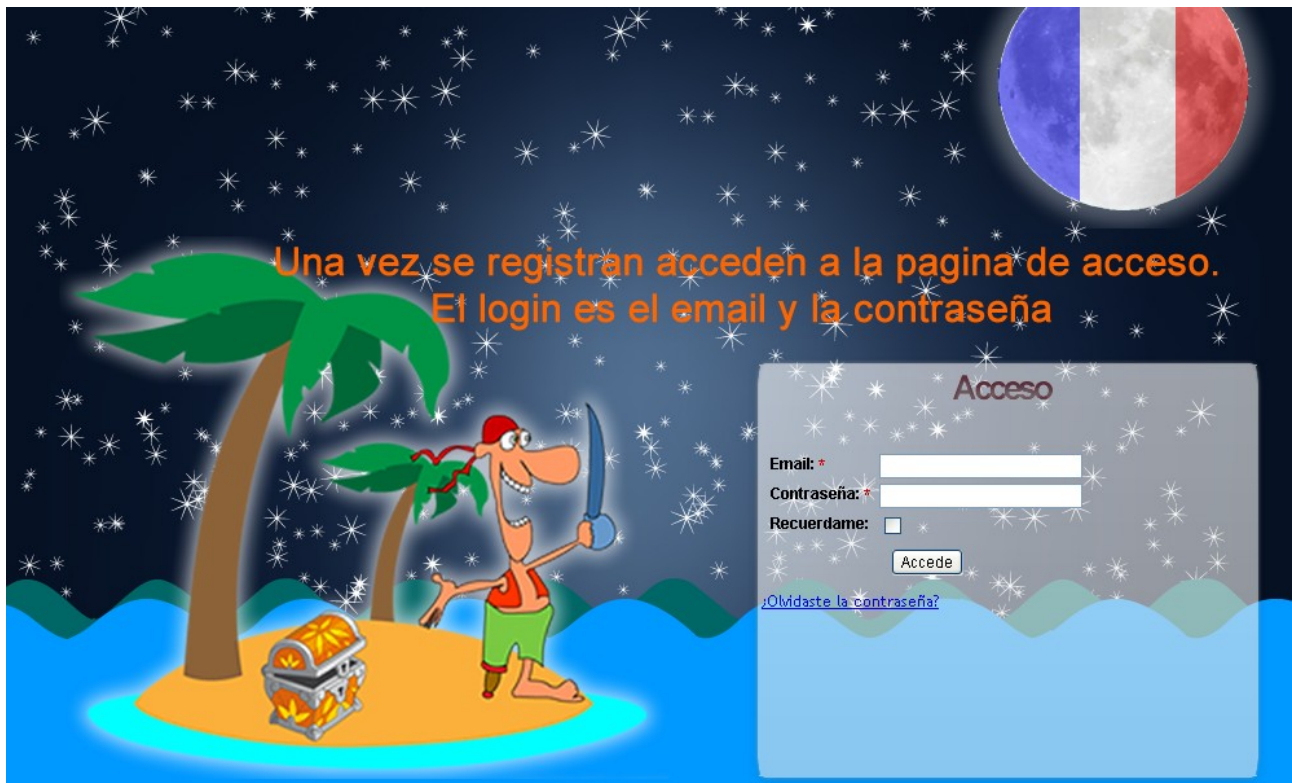 Una vez se registran acceden a la pagina de acceso.
El login es el email y la contraseña
Acceso
Email: *
Contraseña: *
Recuerdame:
Accede
¿Olvidaste la contraseña?